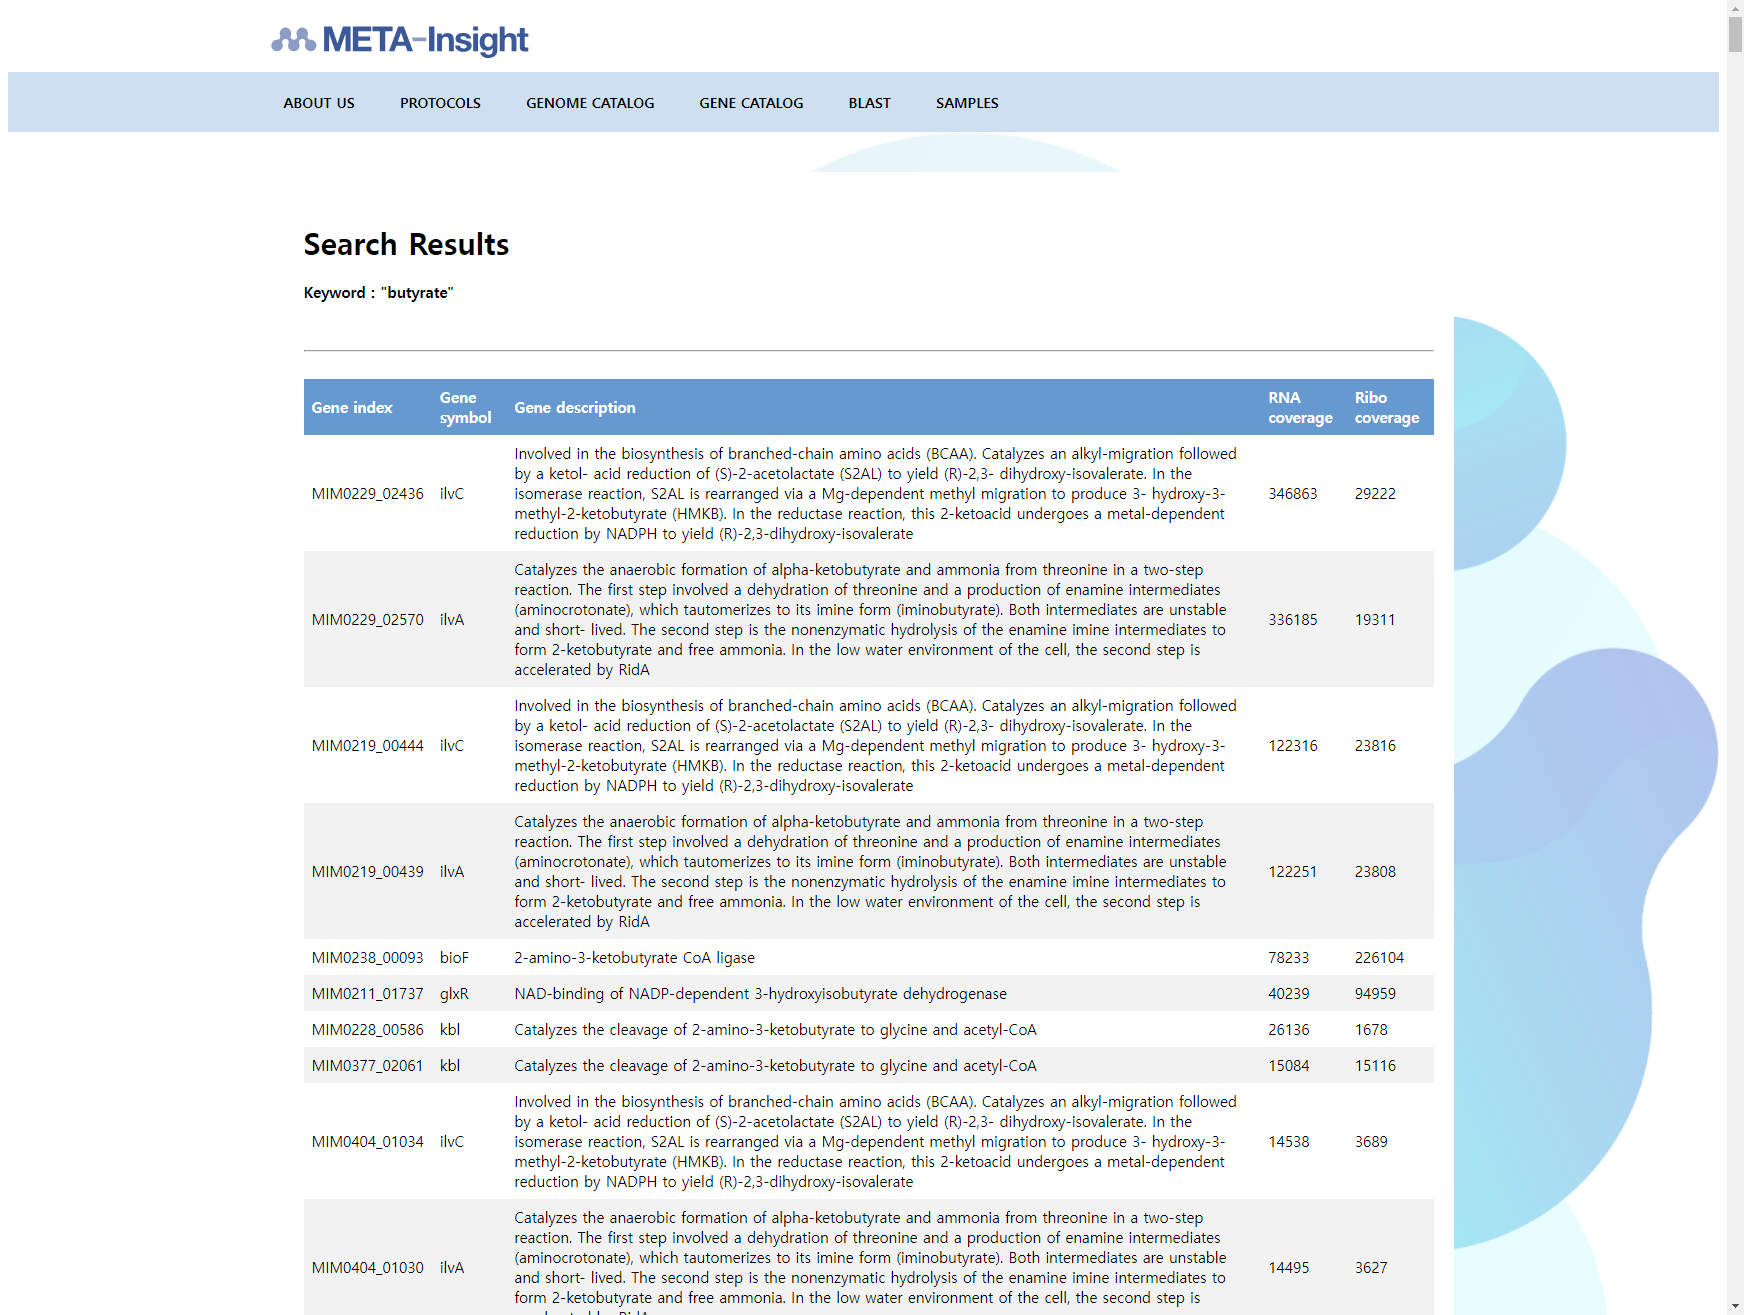 META-Insight
ABOUT US PROTOCOLS GENOME CATALOG GENE CATALOG BLAST SAMPLES
Search Results
Keyword : "butyrate"
Gene index Gene symbol Gene description RNA coverage Ribo coverage
MIM0229_02436 ilvC
Involved in the biosynthesis of branched-chain amino acids (BCAA). Catalyzes an alkyl-migration followed
by a ketol- acid reduction of (S)-2-acetolactate (S2AL) to yield (R)-2,3- dihydroxy-isovalerate. In the
isomerase reaction, S2AL is rearranged via a Mg-dependent methyl migration to produce 3- hydroxy-3-
methyl-2-ketobutyrate (HMKB). In the reductase reaction, this 2-ketoacid undergoes a metal-dependent
reduction by NADPH to yield (R)-2,3-dihydroxy-isovalerate
346863 29222
MIM0229_02570 ilvA
Catalyzes the anaerobic formation of alpha-ketobutyrate and ammonia from threonine in a two-step
reaction. The first step involved a dehydration of threonine and a production of enamine intermediates
(aminocrotonate), which tautomerizes to its imine form (iminobutyrate). Both intermediates are unstable
and short- lived. The second step is the nonenzymatic hydrolysis of the enamine imine intermediates to
form 2-ketobutyrate and free ammonia. In the low water environment of the cell, the second step is
accelerated by RidA
336185 19311
MIM0219_00444 ilvC
Involved in the biosynthesis of branched-chain amino acids (BCAA). Catalyzes an alkyl-migration followed
by a ketol- acid reduction of (S)-2-acetolactate (S2AL) to yield (R)-2,3- dihydroxy-isovalerate. In the
isomerase reaction, S2AL is rearranged via a Mg-dependent methyl migration to produce 3- hydroxy-3-
methyl-2-ketobutyrate (HMKB). In the reductase reaction, this 2-ketoacid undergoes a metal-dependent
reduction by NADPH to yield (R)-2,3-dihydroxy-isovalerate
122316 23816
MIM0219_00439 ilvA
Catalyzes the anaerobic formation of alpha-ketobutyrate and ammonia from threonine in a two-step
reaction. The first step involved a dehydration of threonine and a production of enamine intermediates
(aminocrotonate), which tautomerizes to its imine form (iminobutyrate). Both intermediates are unstable
and short- lived. The second step is the nonenzymatic hydrolysis of the enamine imine intermediates to
form 2-ketobutyrate and free ammonia. In the low water environment of the cell, the second step is
accelerated by RidA
122251 23808
MIM0238_00093 bioF 2-amino-3-ketobutyrate CoA ligase 78233 226104
MIM0211_01737 glxR NAD-binding of NADP-dependent 3-hydroxyisobutyrate dehydrogenase 40239 94959
MIM0228_00586 kbl Catalyzes the cleavage of 2-amino-3-ketobutyrate to glycine and acetyl-CoA 26136 1678
MIM0377_02061 kbl Catalyzes the cleavage of 2-amino-3-ketobutyrate to glycine and acetyl-CoA 15084 15116
MIM0404_01034 ilvC
Involved in the biosynthesis of branched-chain amino acids (BCAA). Catalyzes an alkyl-migration followed
by a ketol- acid reduction of (S)-2-acetolactate (S2AL) to yield (R)-2,3- dihydroxy-isovalerate. In the
isomerase reaction, S2AL is rearranged via a Mg-dependent methyl migration to produce 3- hydroxy-3-
methyl-2-ketobutyrate (HMKB). In the reductase reaction, this 2-ketoacid undergoes a metal-dependent
reduction by NADPH to yield (R)-2,3-dihydroxy-isovalerate
14538 3689
MIM0404_01030 ilvA
Catalyzes the anaerobic formation of alpha-ketobutyrate and ammonia from threonine in a two-step
reaction. The first step involved a dehydration of threonine and a production of enamine intermediates
(aminocrotonate), which tautomerizes to its imine form (iminobutyrate). Both intermediates are unstable
and short- lived. The second step is the nonenzymatic hydrolysis of the enamine imine intermediates to
form 2-ketobutyrate and free ammonia. In the low water environment of the cell, the second step is
14495 3627